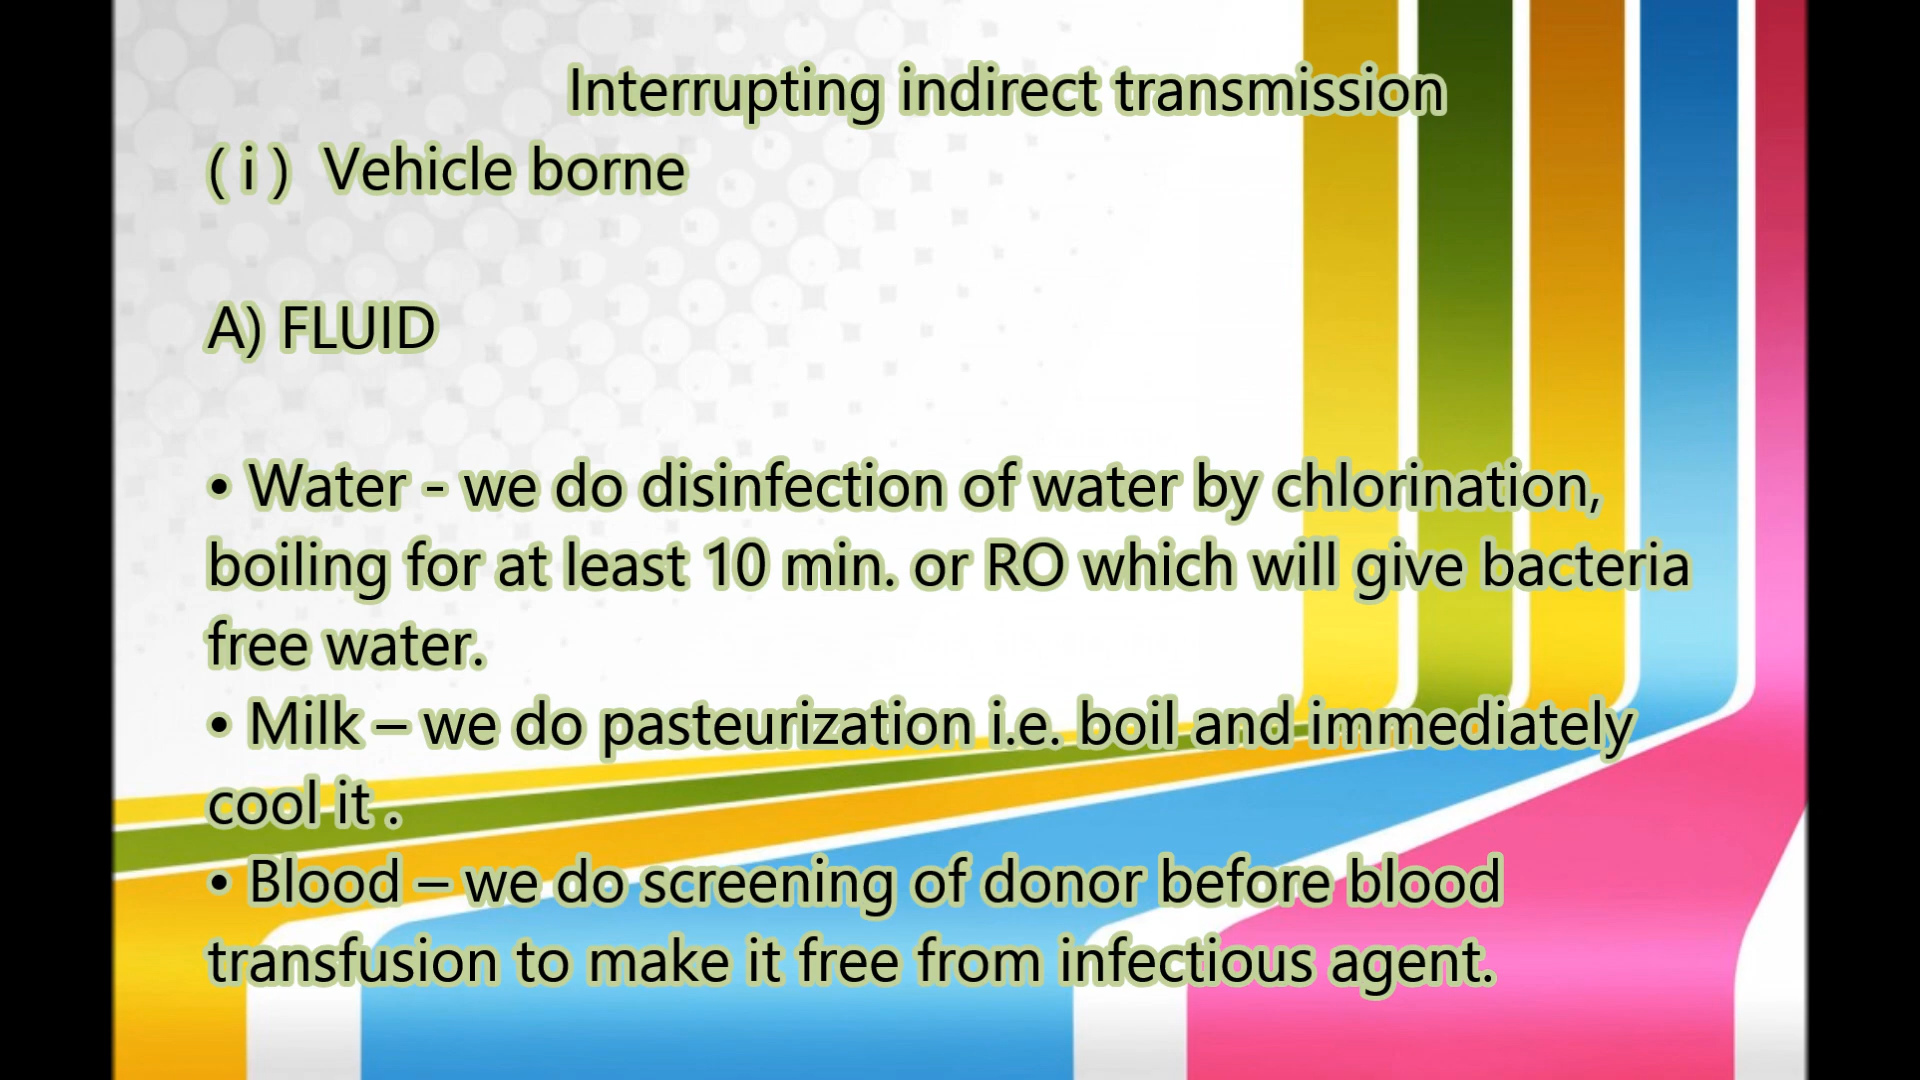 Interrupting indirect transmission
( i )  Vehicle borne
A) FLUID
• Water - we do disinfection of water by chlorination,
boiling for at least 10 min. or RO which will give bacteria
free water.
• Milk – we do pasteurization i.e. boil and immediately
cool it .
• Blood – we do screening of donor before blood
transfusion to make it free from infectious agent.